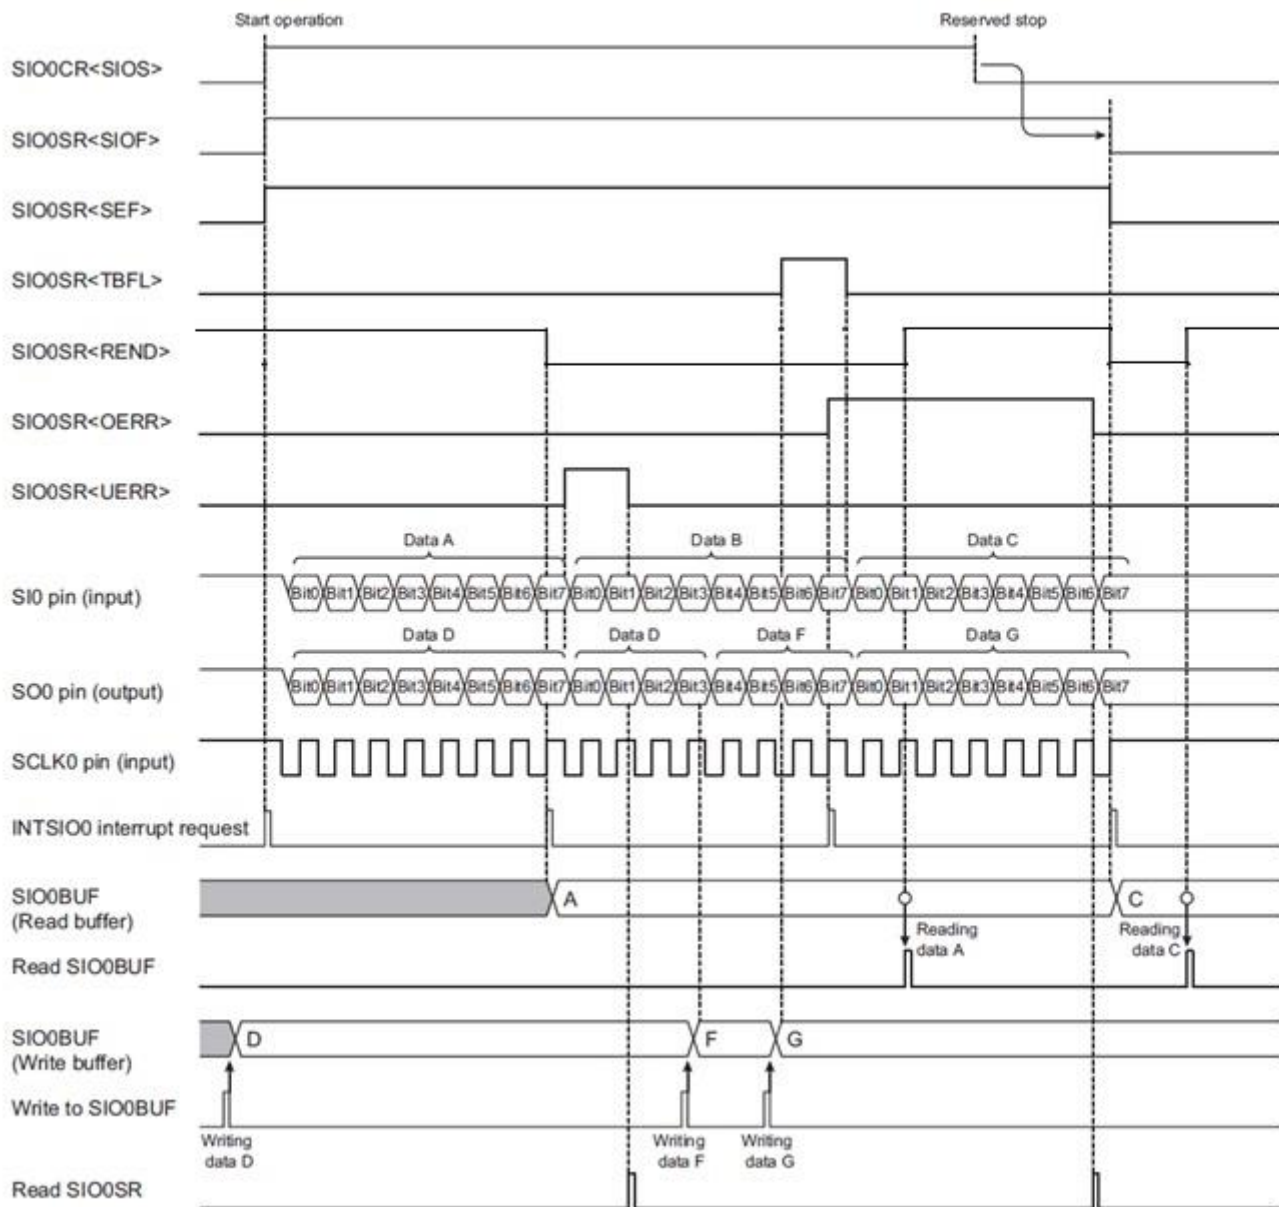 Start operation Reserved stop
SIO0CR<SIOS>
SIO0SR<SIOF>
SIO0SR<SEF>
SIO0SR<TBFL>
SIO0SR<REND>
SIO0SR<OERR>
SIO0SR<UERR>
Data A Data B Data C
SI0 pin (input) Bit0 Bit1 Bit2 Bit3 Bit4 Bit5 Bit6 Bit7 Bit0 Bit1 Bit2 Bit3 Bit4 Bit5 Bit6 Bit7 Bit0 Bit1 Bit2 Bit3 Bit4 Bit5 Bit6 Bit7
Data D Data D Data F Data G
SO0 pin (output) Bit0 Bit1 Bit2 Bit3 Bit4 Bit5 Bit6 Bit7 Bit0 Bit1 Bit2 Bit3 Bit4 Bit5 Bit6 Bit7 Bit0 Bit1 Bit2 Bit3 Bit4 Bit5 Bit6 Bit7
SCLK0 pin (input)
INTSIO0 interrupt request
SIO0BUF A C
(Read buffer)
Reading Reading
data A data C
Read SIO0BUF
SIO0BUF D F G
(Write buffer)
Write to SIO0BUF
Writing Writing Writing
data D data F data G
Read SIO0SR